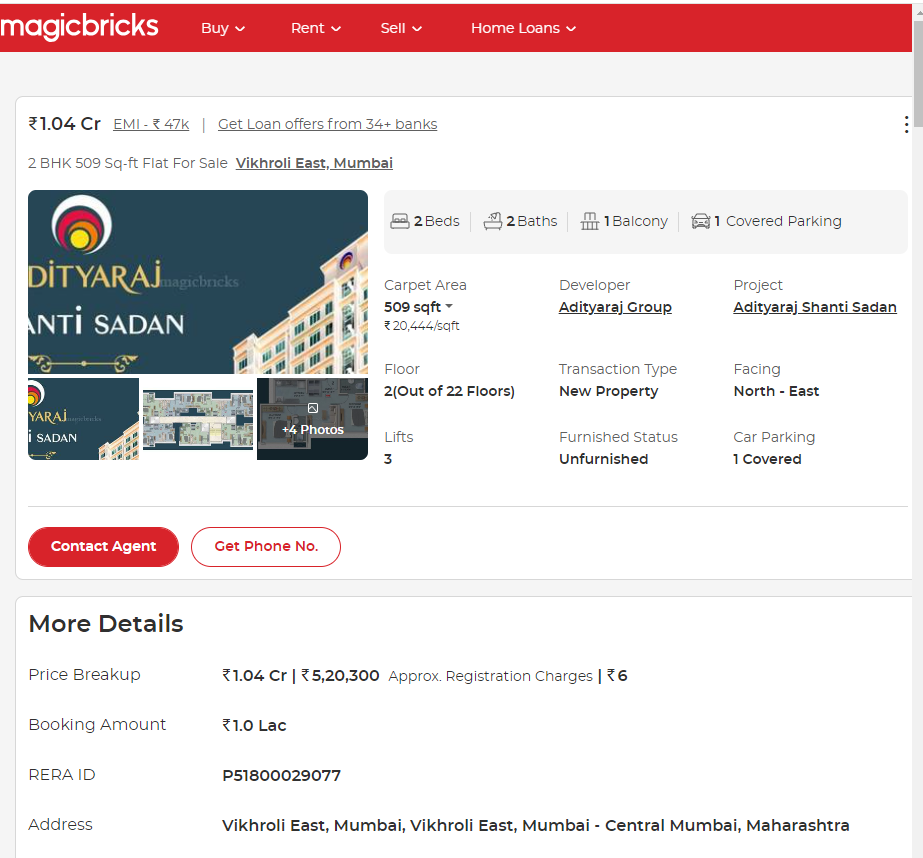 magicbricks
Buy Rent Sell Home Loans
₹1.04 Cr EMI - ₹ 47k | Get Loan offers from 34+ banks
2 BHK 509 Sq-ft Flat For Sale Vikhroli East, Mumbai
2 Beds 2 Baths 1 Balcony 1 Covered Parking
DITYARAJ
magicbricks
ANTI SADAN
YARAJ
magicbricks
I SADAN
+4 Photos
Carpet Area Developer Project
509 sqft Adityaraj Group Adityaraj Shanti Sadan
₹20,444/sqft
Floor Transaction Type Facing
2(Out of 22 Floors) New Property North - East
Lifts Furnished Status Car Parking
3 Unfurnished 1 Covered
Contact Agent Get Phone No.
More Details
Price Breakup ₹1.04 Cr | ₹5,20,300 Approx. Registration Charges | ₹6
Booking Amount ₹1.0 Lac
RERA ID P51800029077
Address Vikhroli East, Mumbai, Vikhroli East, Mumbai - Central Mumbai, Maharashtra